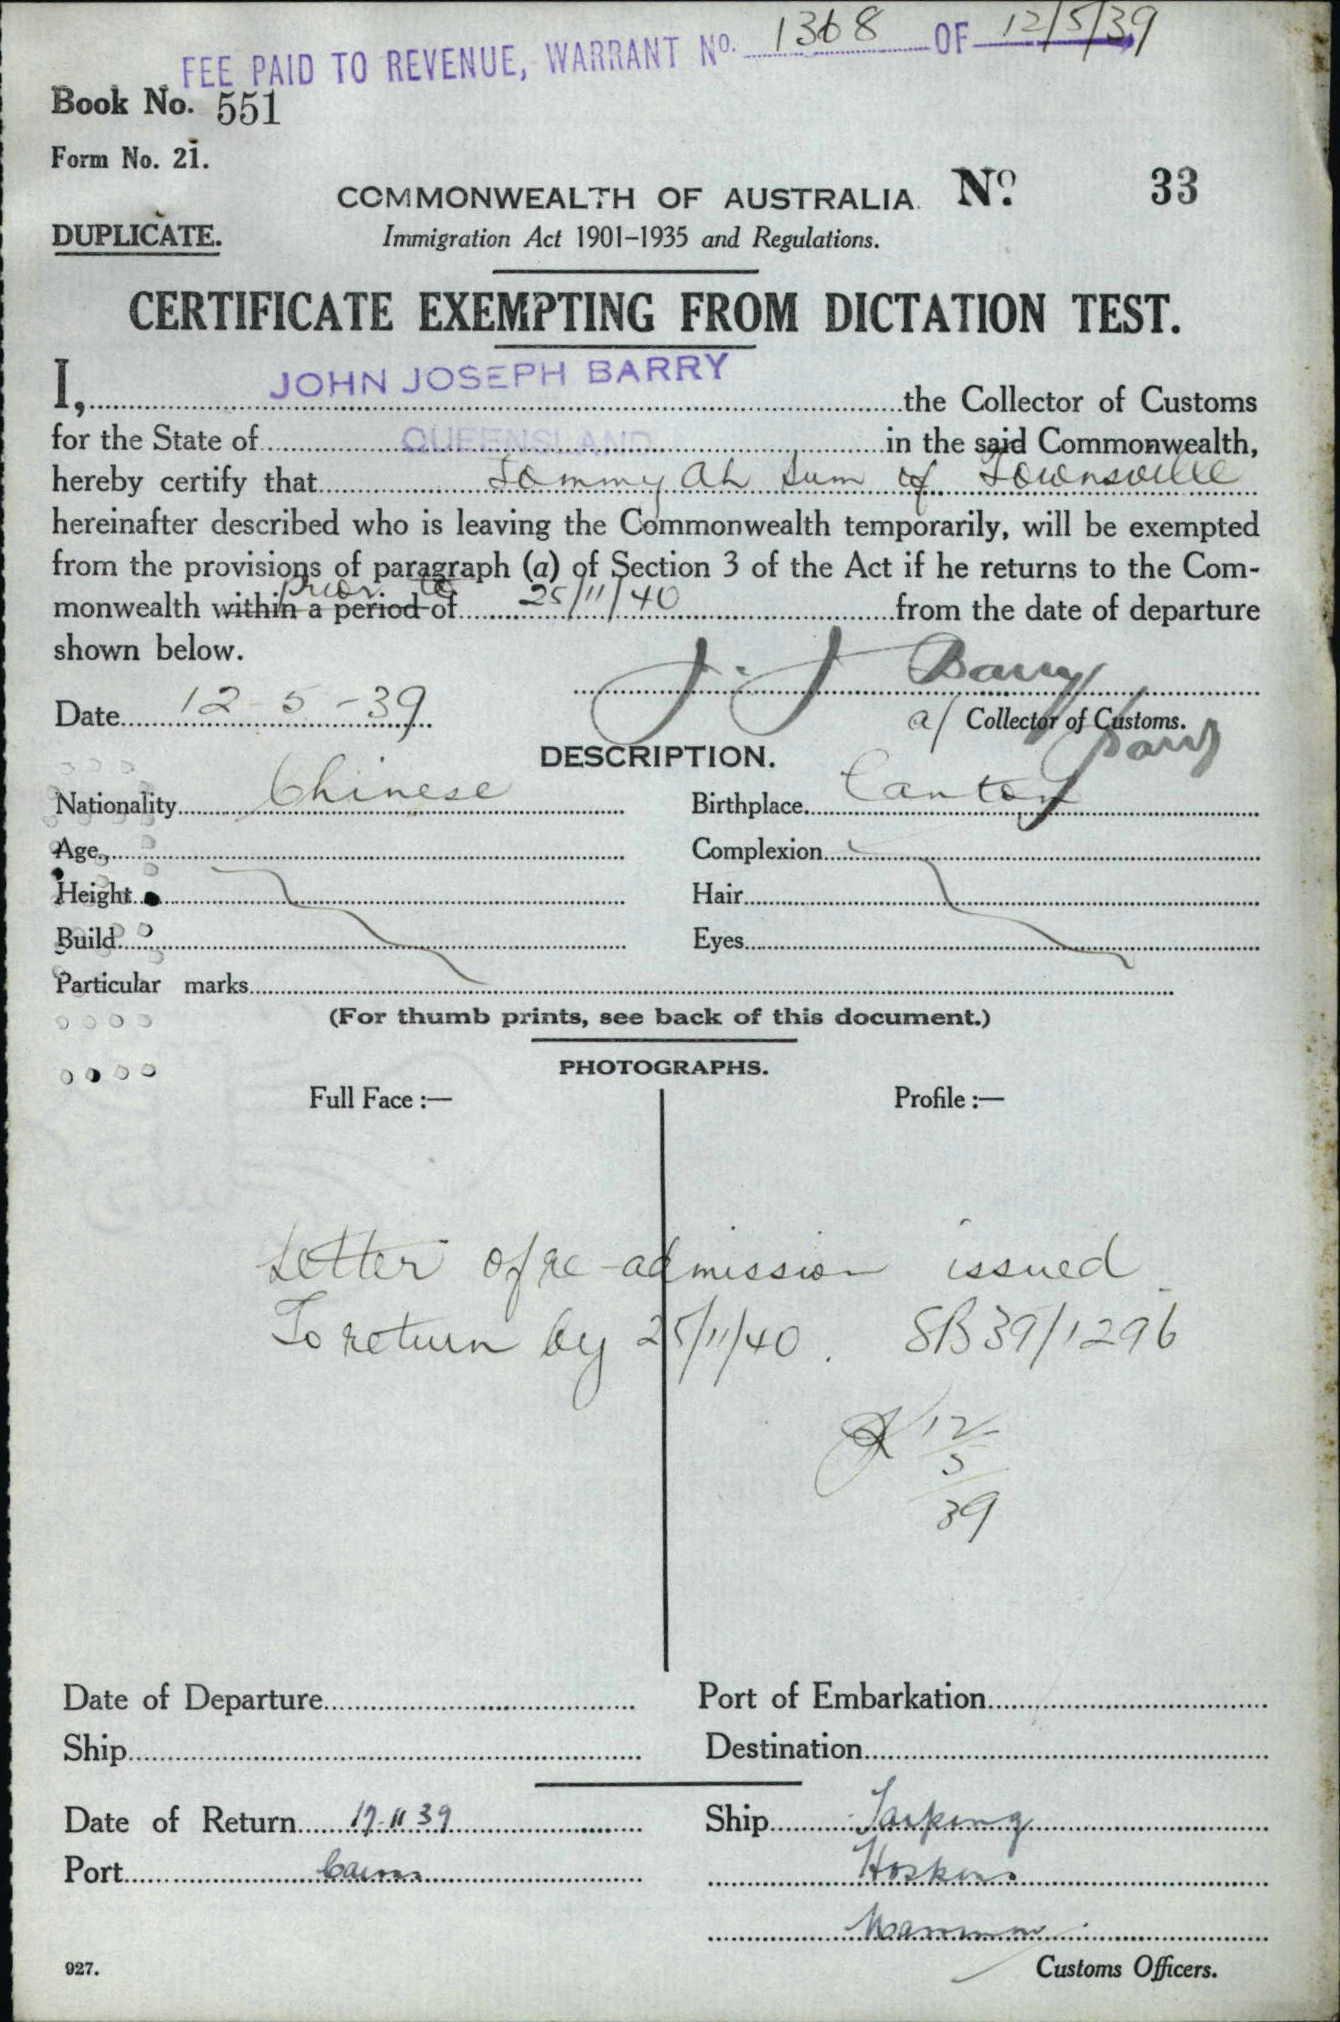 FEE PAID TO REVENUE, WARRANT No. 1368 OF 12/5/39
Book No. 551
Form No. 21.
COMMONWEALTH OF AUSTRALIA. No. 33
DUPLICATE.
Immigration Act 1901-1935 and Regulations.
CERTIFICATE EXEMPTING FROM DICTATION TEST.
I, JOHN JOSEPH BARRY the Collector of Customs
for the State of QUEENSLAND in the said Commonwealth,
hereby certify that Tommy Ah Sum of Townsville
hereinafter described who is leaving the Commonwealth temporarily, will be exempted
from the provisions of paragraph (a) of Section 3 of the Act if he returns to the Com-
prior to
monwealth within a period of 25/11/40 from the date of departure
shown below.
J. J Barry
Date 12-5-39 a/ Collector of Customs.
Barry
DESCRIPTION.
Nationality Chinese Birthplace Canton
Age Complexion
Height Hair
Build Eyes
Particular marks
(For thumb prints, see back of this document.)
PHOTOGRAPHS.
Full Face :— Profile :—
Letter of re-admission issued
To return by 25/11/40. SB39/1296
12/5/39
Date of Departure Port of Embarkation
Ship Destination
Date of Return 17.11.39 Ship Taiping
Port Cairns Hoskins
Customs Officers.
927.